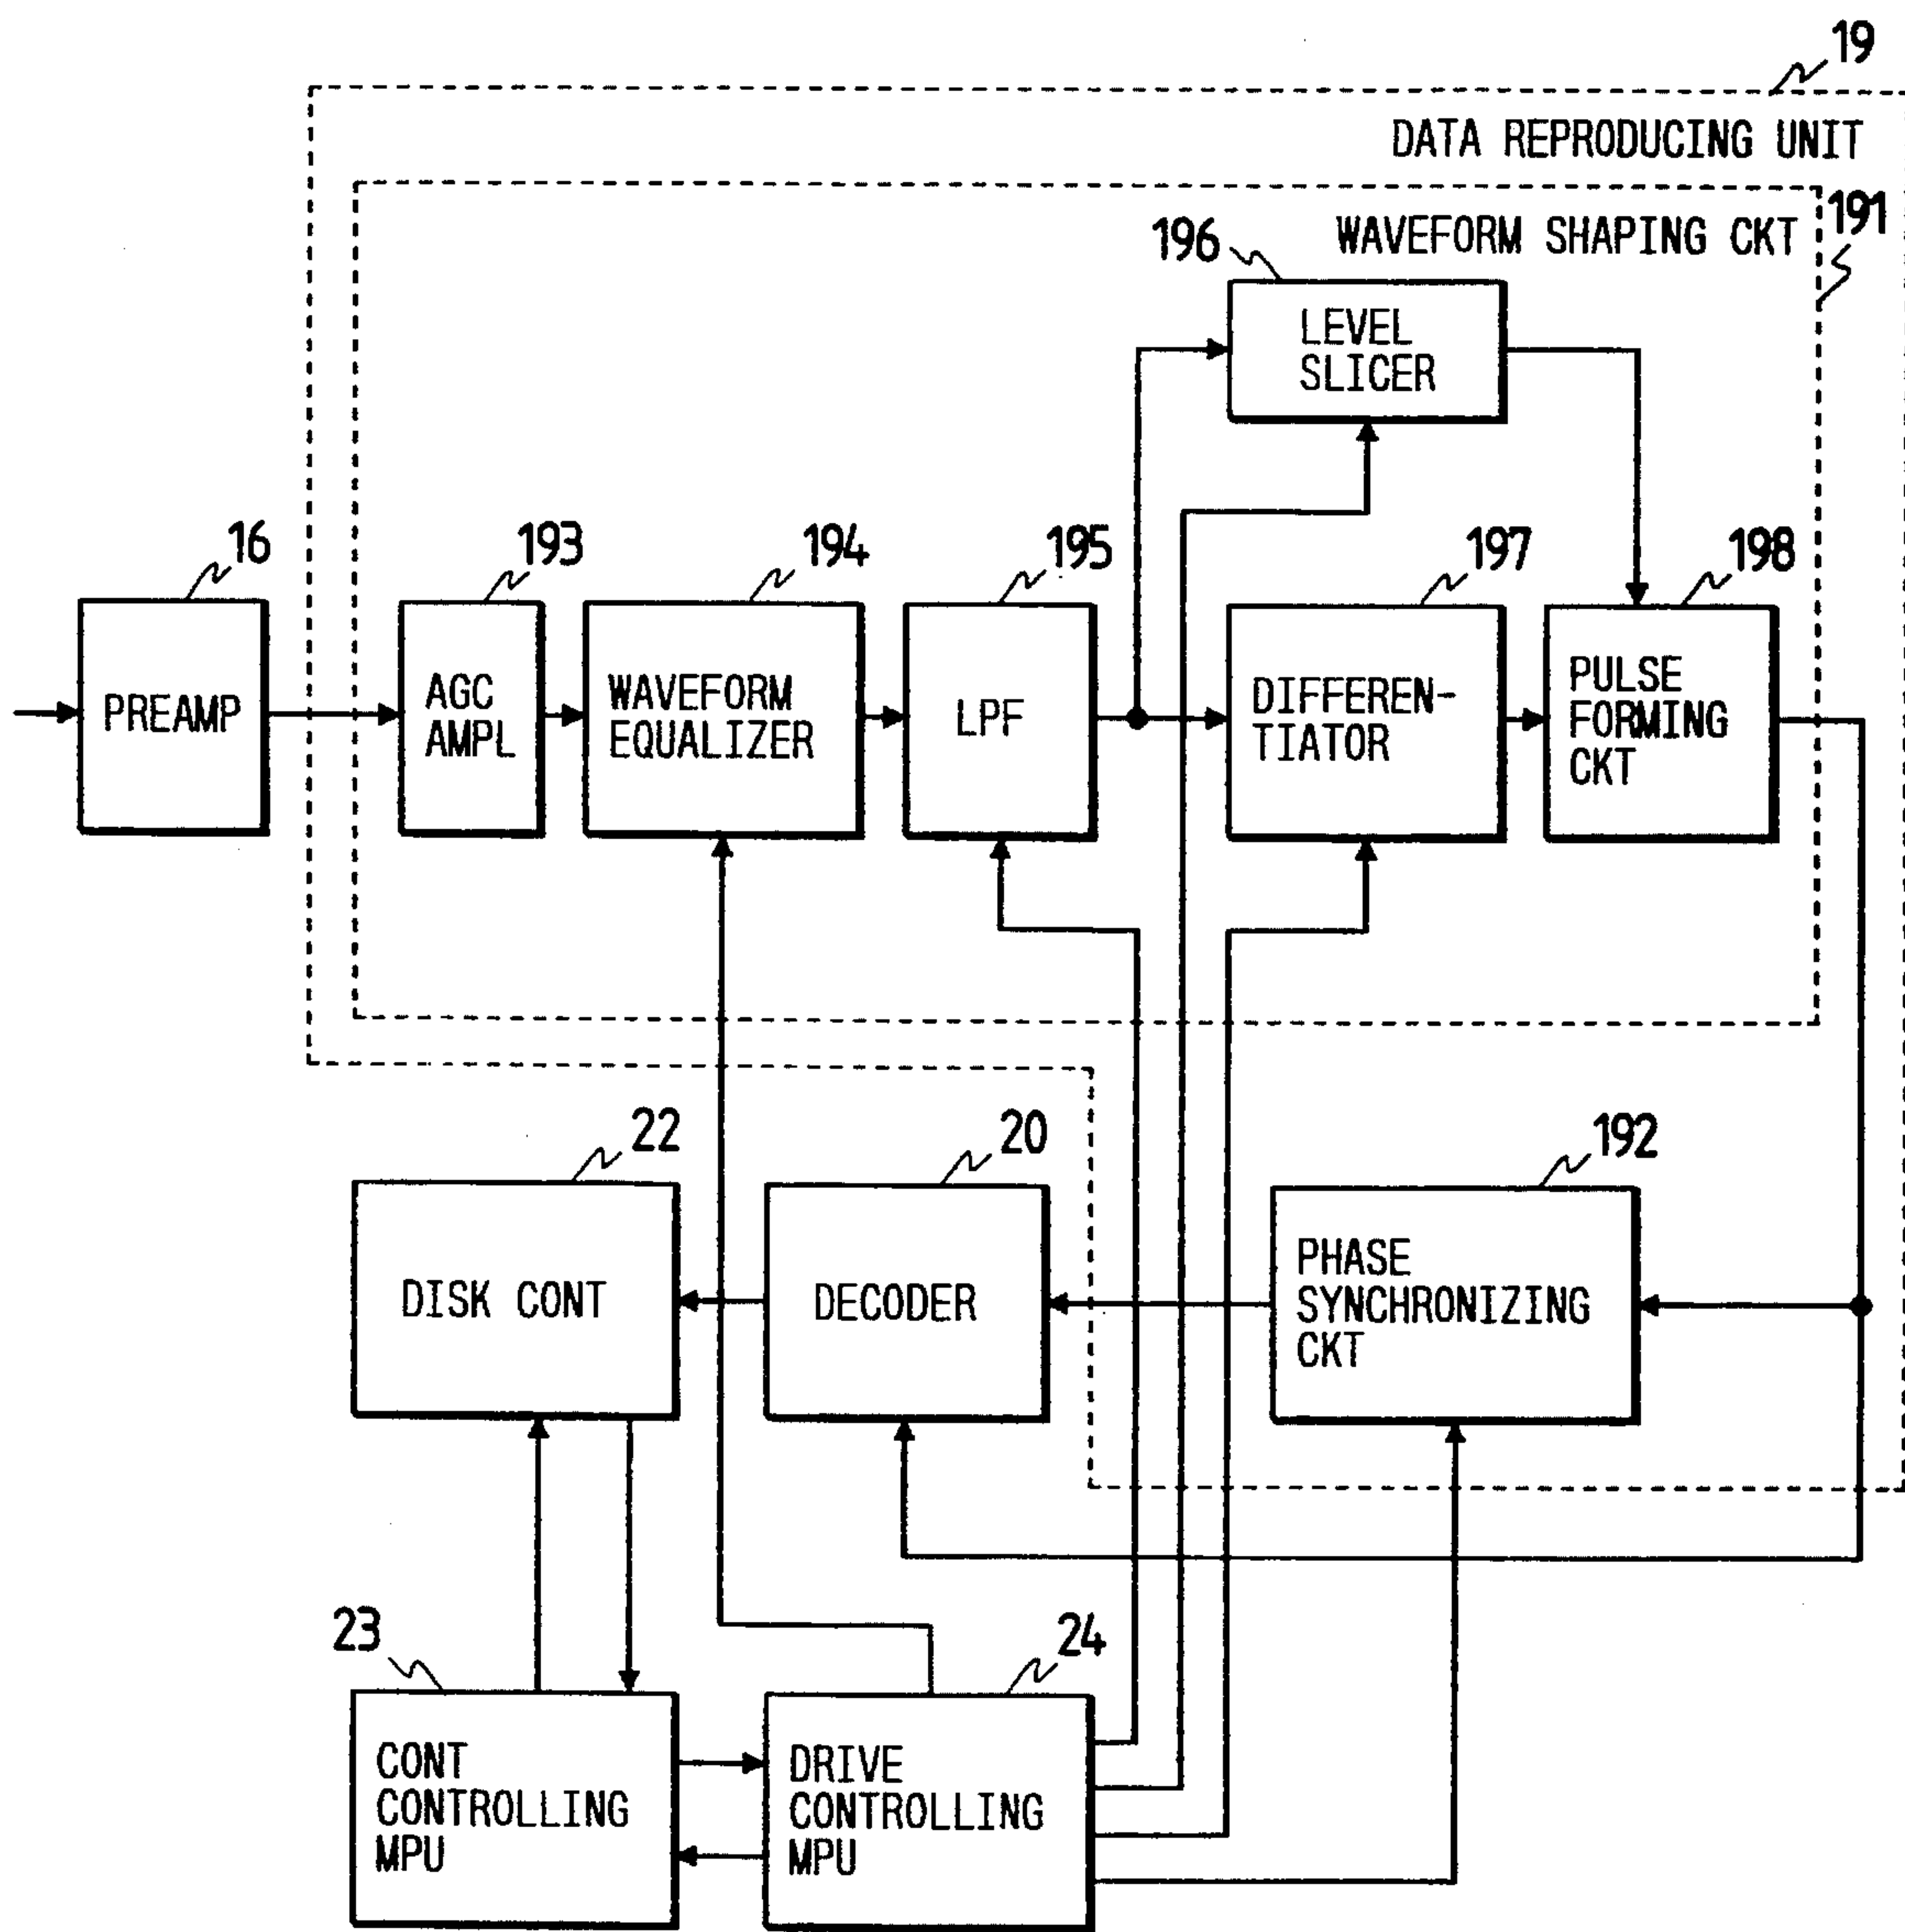 19
DATA REPRODUCING UNIT
191
WAVEFORM SHAPING CKT
196
LEVEL
SLICER
16
193
194
195
197
198
PREAMP
AGC
AMPL
WAVEFORM
EQUALIZER
LPF
DIFFEREN-
TIATOR
PULSE
FORMING
CKT
22
20
192
DISK CONT
DECODER
PHASE
SYNCHRONIZING
CKT
23
24
CONT
CONTROLLING
MPU
DRIVE
CONTROLLING
MPU